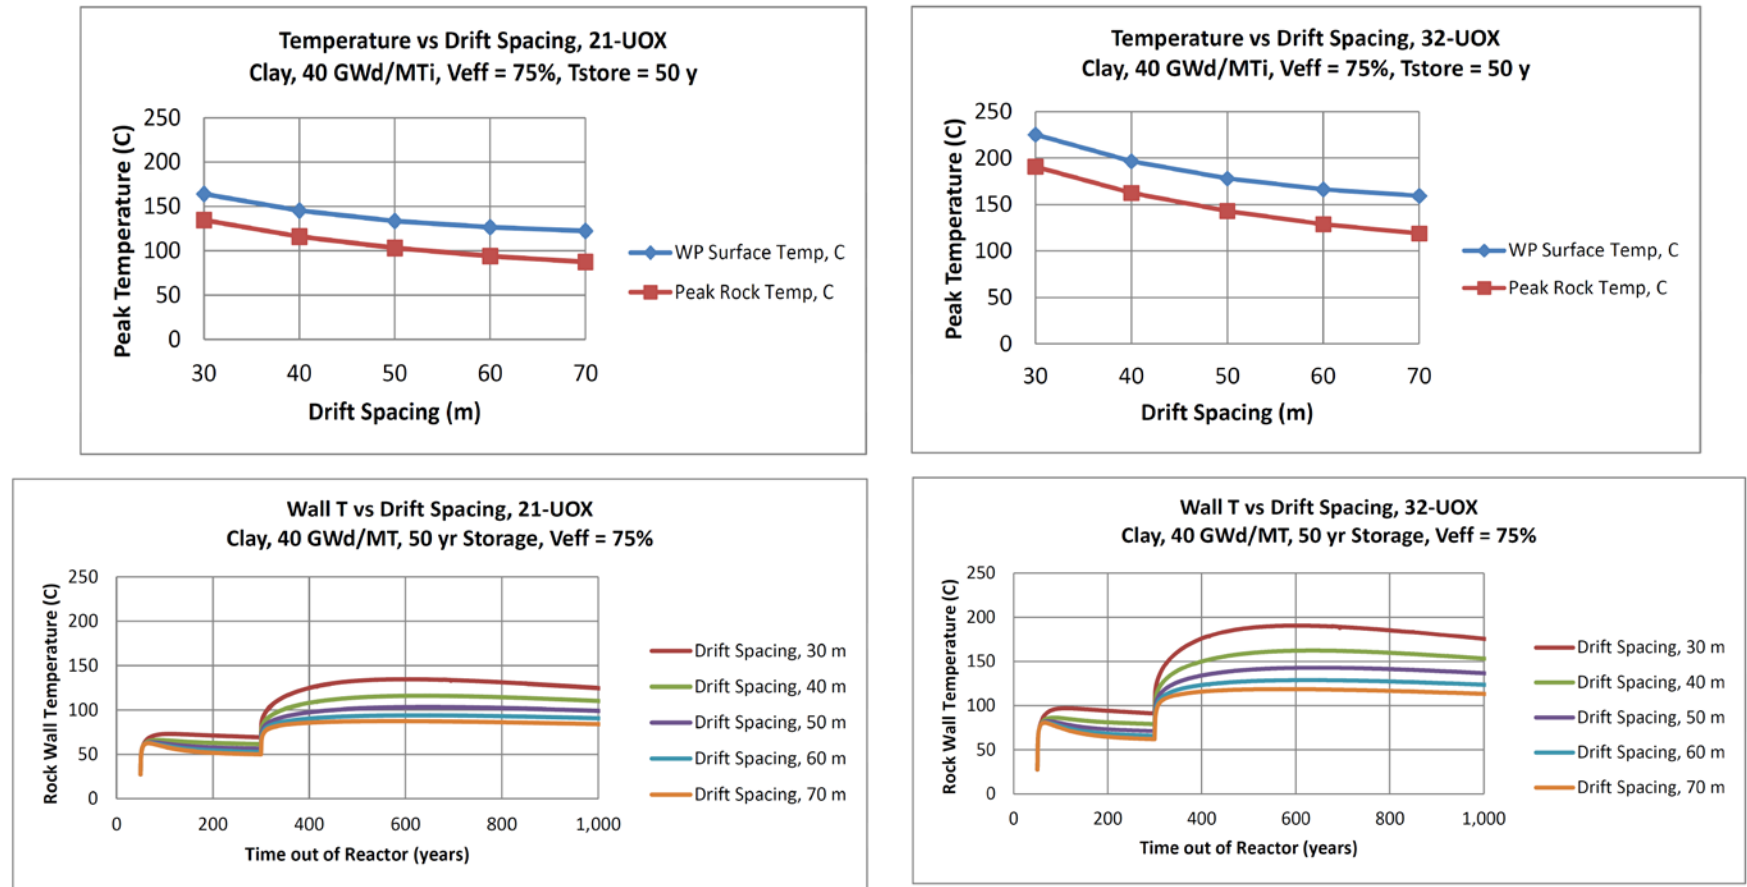 Temperature vs Drift Spacing, 21-UOX
Clay, 40 GWd/MTi, Veff = 75%, Tstore = 50 y
Peak Temperature (C)
250
200
150
100
50
0
30 40 50 60 70
Drift Spacing (m)
WP Surface Temp, C
Peak Rock Temp, C
Temperature vs Drift Spacing, 32-UOX
Clay, 40 GWd/MTi, Veff = 75%, Tstore = 50 y
Peak Temperature (C)
250
200
150
100
50
0
30 40 50 60 70
Drift Spacing (m)
WP Surface Temp, C
Peak Rock Temp, C
Wall T vs Drift Spacing, 21-UOX
Clay, 40 GWd/MT, 50 yr Storage, Veff = 75%
Rock Wall Temperature (C)
250
200
150
100
50
0
0 200 400 600 800 1,000
Time out of Reactor (years)
Drift Spacing, 30 m
Drift Spacing, 40 m
Drift Spacing, 50 m
Drift Spacing, 60 m
Drift Spacing, 70 m
Wall T vs Drift Spacing, 32-UOX
Clay, 40 GWd/MT, 50 yr Storage, Veff = 75%
Rock Wall Temperature (C)
250
200
150
100
50
0
0 200 400 600 800 1,000
Time out of Reactor (years)
Drift Spacing, 30 m
Drift Spacing, 40 m
Drift Spacing, 50 m
Drift Spacing, 60 m
Drift Spacing, 70 m